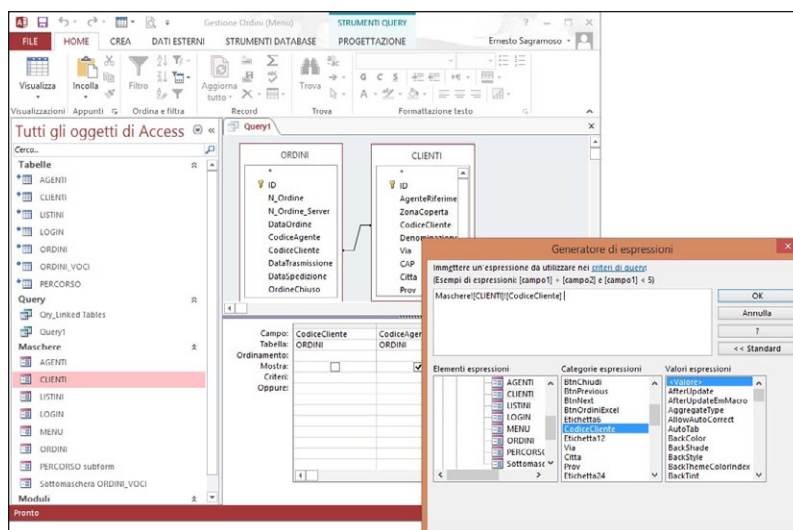 Gestione Ordini (Menu)
STRUMENTI QUERY
FILE HOME CREA DATI ESTERNI STRUMENTI DATABASE PROGETTAZIONE Ernesto Sagramoso
Visualizza Incolla Filtro Aggiorna tutto Trova
G C S
Visualizzazioni Appunti Ordina e filtra Record Trova Formattazione testo
Tutti gli oggetti di Access
Cerca...
Tabelle
AGENTI
CLIENTI
LISTINI
LOGIN
ORDINI
ORDINI_VOCI
PERCORSO
Query
Qry_Linked Tables
Query1
Maschere
AGENTI
CLIENTI
LISTINI
LOGIN
MENU
ORDINI
PERCORSO subform
Sottomaschera ORDINI_VOCI
Moduli
Pronto
Query1
ORDINI
*
ID
N_Ordine
N_Ordine_Server
DataOrdine
CodiceAgente
CodiceCliente
DataTrasmissione
DataSpedizione
OrdineChiuso
CLIENTI
*
ID
AgenteRiferime
ZonaCoperta
CodiceCliente
Denominazione
Via
CAP
Citta
Prov
Campo: CodiceCliente CodiceAgen
Tabella: ORDINI ORDINI
Ordinamento:
Mostra:
Criteri:
Oppure:
Generatore di espressioni
Immettere un'espressione da utilizzare nei criteri di query:
(Esempi di espressioni: [campo1] + [campo2] e [campo1] < 5)
Maschere![CLIENTI]![CodiceCliente]
OK
Annulla
?
<< Standard
Elementi espressioni
AGENTI
CLIENTI
LISTINI
LOGIN
MENU
ORDINI
PERCORSO
Sottomasc
Categorie espressioni
BtnChiudi
BtnPrevious
BtnNext
BtnOrdiniExcel
Etichetta6
CodiceCliente
Etichetta12
Via
Citta
Prov
Etichetta24
Valori espressioni
<Valore>
AfterUpdate
AfterUpdateEmMacro
AggregateType
AllowAutoCorrect
AutoTab
BackColor
BackShade
BackStyle
BackThemeColorIndex
BackTint